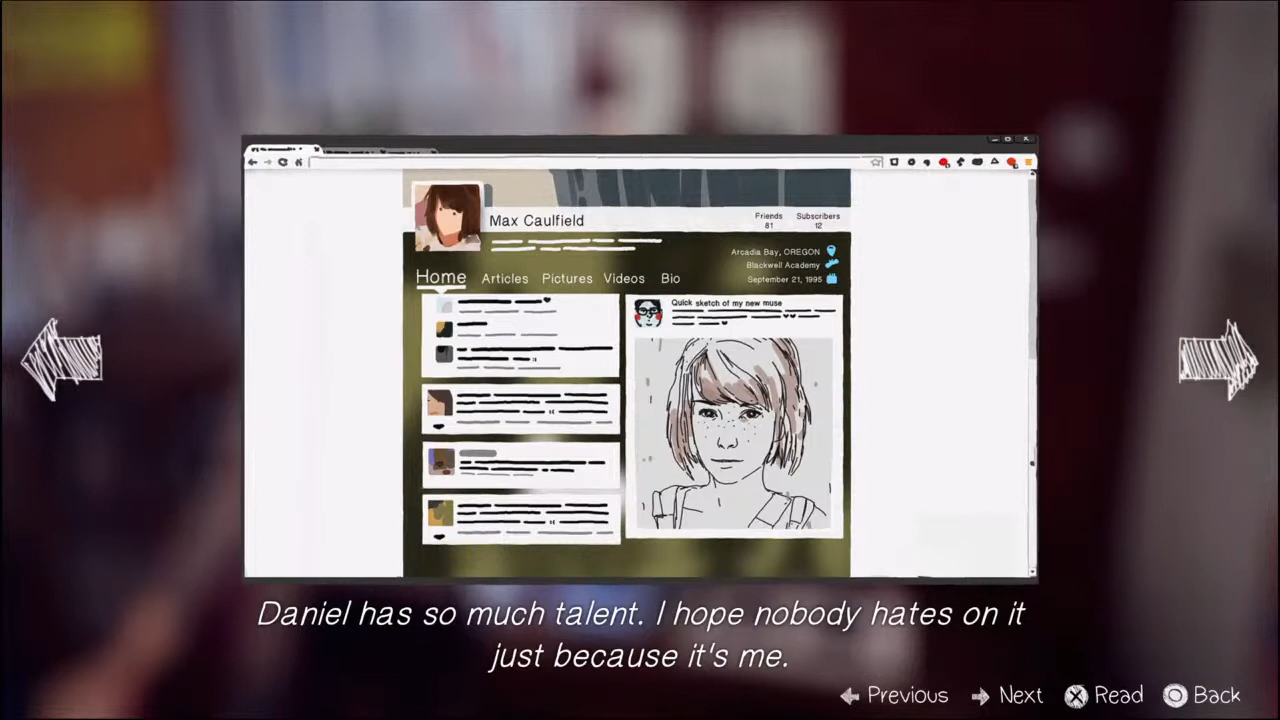 Max Caulfield
Friends
81
Subscribers
12
Arcadia Bay, OREGON
Blackwell Academy
September 21, 1995
Home Articles Pictures Videos Bio
Quick sketch of my new muse
Daniel has so much talent. I hope nobody hates on it
just because it's me.
Previous Next Read Back